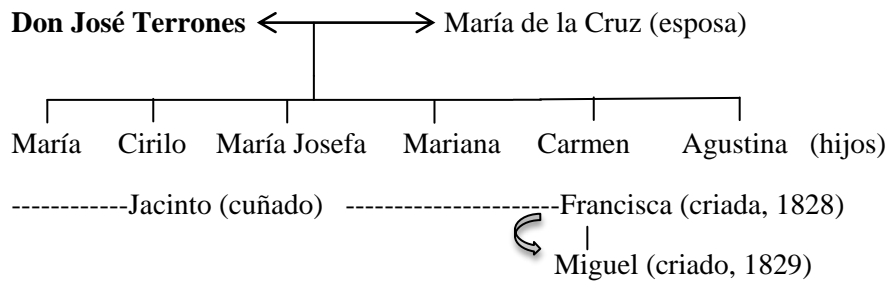 Don José Terrones María de la Cruz (esposa)
María Cirilo María Josefa Mariana Carmen Agustina (hijos)
------------Jacinto (cuñado) ---------------------Francisca (criada, 1828)
Miguel (criado, 1829)